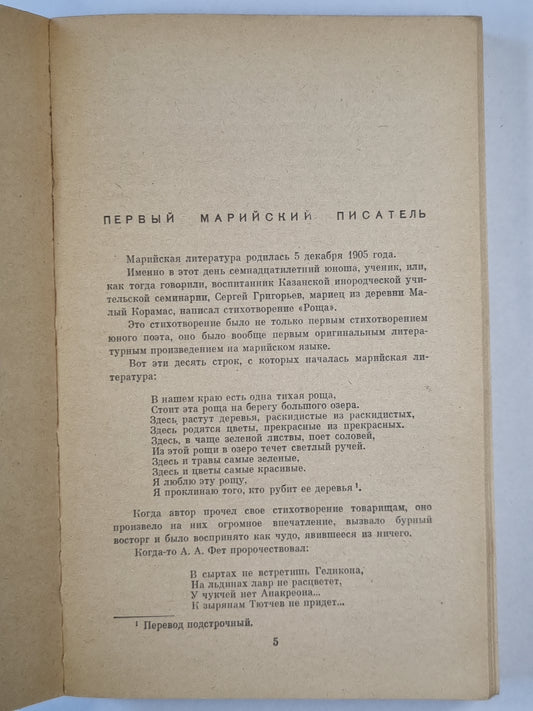 ПЕРВЫЙ МАРИЙСКИЙ ПИСАТЕЛЬ
Марийская литература родилась 5 декабря 1905 года.
Именно в этот день семнадцатилетний юноша, ученик, или,
как тогда говорили, воспитанник Казанской инородческой учи-
тельской семинарии, Сергей Григорьев, мариец из деревни Ма-
лый Корамас, написал стихотворение «Роща».
Это стихотворение было не только первым стихотворением
юного поэта, оно было вообще первым оригинальным литера-
турным произведением на марийском языке.
Вот эти десять строк, с которых началась марийская ли-
тература:
В нашем краю есть одна тихая роща,
Стоит эта роща на берегу большого озера.
Здесь растут деревья, раскидистые из раскидистых,
Здесь родятся цветы, прекрасные из прекрасных.
Здесь, в чаще зеленой листвы, поет соловей,
Из этой рощи в озеро течет светлый ручей.
Здесь и травы самые зеленые,
Здесь и цветы самые красивые.
Я люблю эту рощу,
Я проклинаю того, кто рубит ее деревья¹.
Когда автор прочел свое стихотворение товарищам, оно
произвело на них огромное впечатление, вызвало бурный
восторг и было воспринято как чудо, явившееся из ничего.
Когда-то А. А. Фет пророчествовал:
В сыртах не встретишь Геликона,
На льдинах лавр не расцветет,
У чукчей нет Анакреона...
К зырянам Тютчев не придет...
¹ Перевод подстрочный.
5